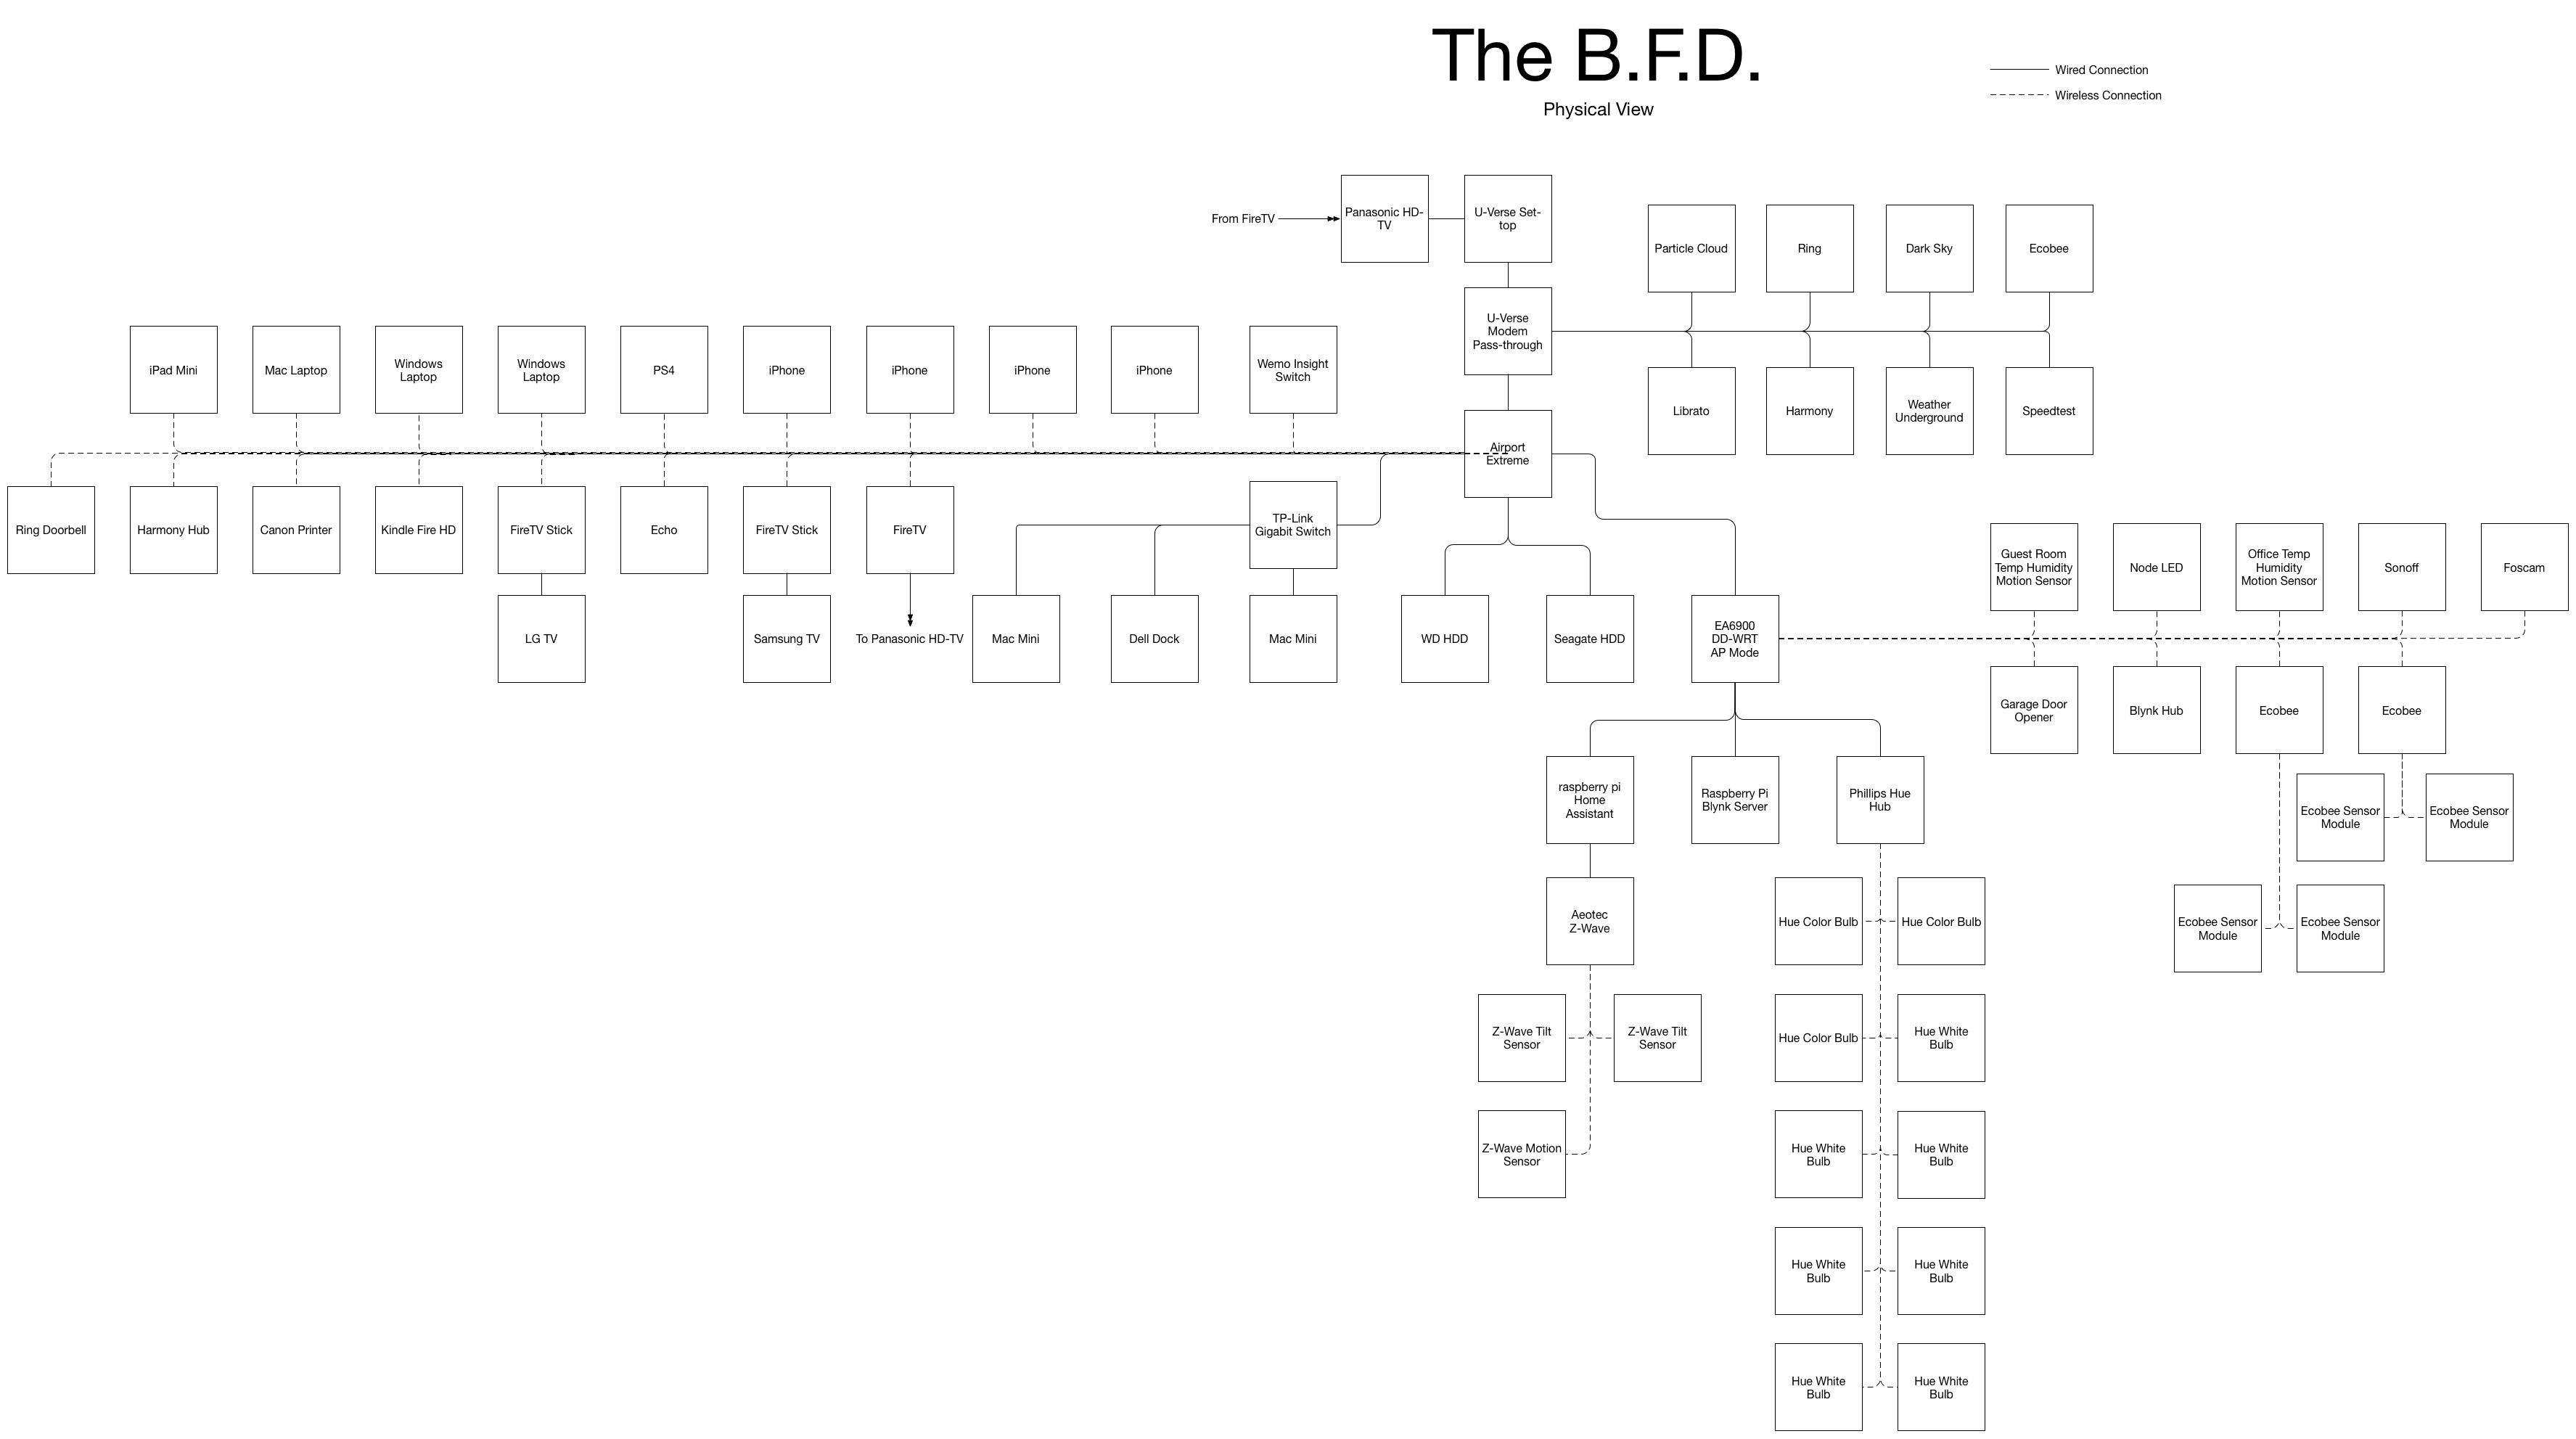 The B.F.D.
Physical View
Wired Connection
Wireless Connection
From FireTV
Panasonic HD-
TV
U-Verse Set-
top
Particle Cloud
Ring
Dark Sky
Ecobee
U-Verse
Modem
Pass-through
iPad Mini
Mac Laptop
Windows
Laptop
Windows
Laptop
PS4
iPhone
iPhone
iPhone
iPhone
Wemo Insight
Switch
Librato
Harmony
Weather
Underground
Speedtest
Airport
Extreme
Ring Doorbell
Harmony Hub
Canon Printer
Kindle Fire HD
FireTV Stick
Echo
FireTV Stick
FireTV
TP-Link
Gigabit Switch
Guest Room
Temp Humidity
Motion Sensor
Node LED
Office Temp
Humidity
Motion Sensor
Sonoff
Foscam
LG TV
Samsung TV
To Panasonic HD-TV
Mac Mini
Dell Dock
Mac Mini
WD HDD
Seagate HDD
EA6900
DD-WRT
AP Mode
Garage Door
Opener
Blynk Hub
Ecobee
Ecobee
raspberry pi
Home
Assistant
Raspberry Pi
Blynk Server
Phillips Hue
Hub
Ecobee Sensor
Module
Ecobee Sensor
Module
Aeotec
Z-Wave
Hue Color Bulb
Hue Color Bulb
Ecobee Sensor
Module
Ecobee Sensor
Module
Z-Wave Tilt
Sensor
Z-Wave Tilt
Sensor
Hue Color Bulb
Hue White
Bulb
Z-Wave Motion
Sensor
Hue White
Bulb
Hue White
Bulb
Hue White
Bulb
Hue White
Bulb
Hue White
Bulb
Hue White
Bulb